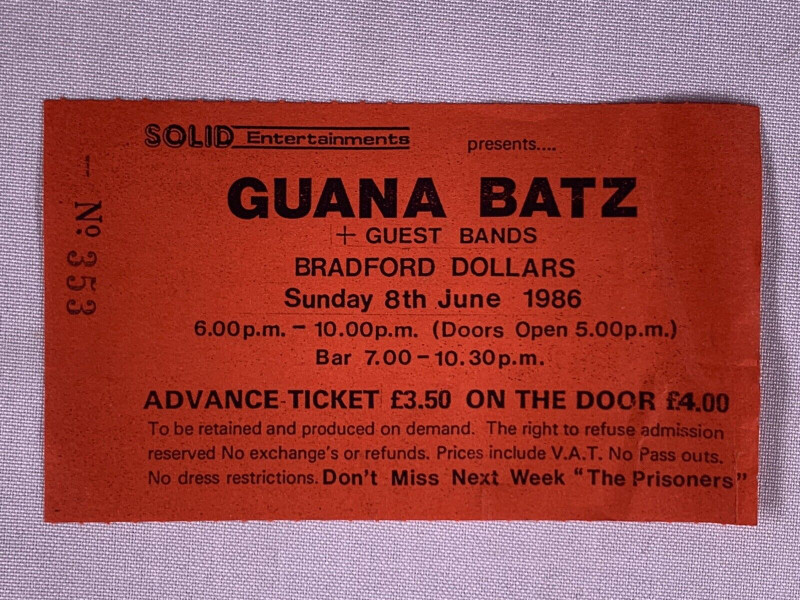 SOLID Entertainments
presents....
GUANA BATZ
+ GUEST BANDS
BRADFORD DOLLARS
Sunday 8th June 1986
6.00p.m. – 10.00p.m. (Doors Open 5.00p.m.)
Bar 7.00 – 10.30p.m.
ADVANCE TICKET £3.50 ON THE DOOR £4.00
To be retained and produced on demand. The right to refuse admission
reserved No exchange's or refunds. Prices include V.A.T. No Pass outs.
No dress restrictions. Don't Miss Next Week "The Prisoners"
Nº 353